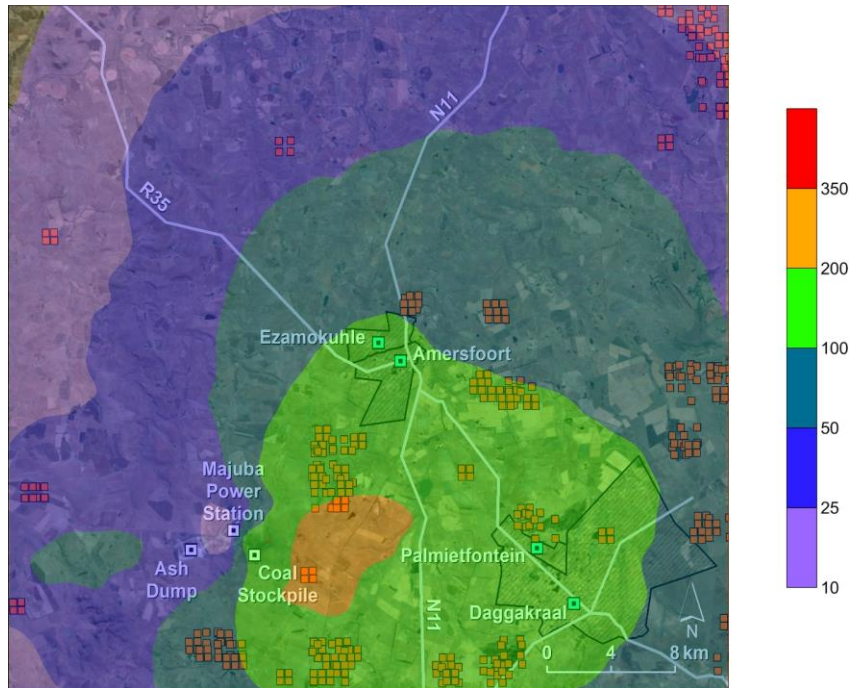 N11
R35
350
200
Ezamokuhle
Amersfoort
100
Majuba
Power
Station
50
Ash
Dump
Coal
Stockpile
Palmietfontein
25
Daggakraal
N11
N
0 4 8 km
10